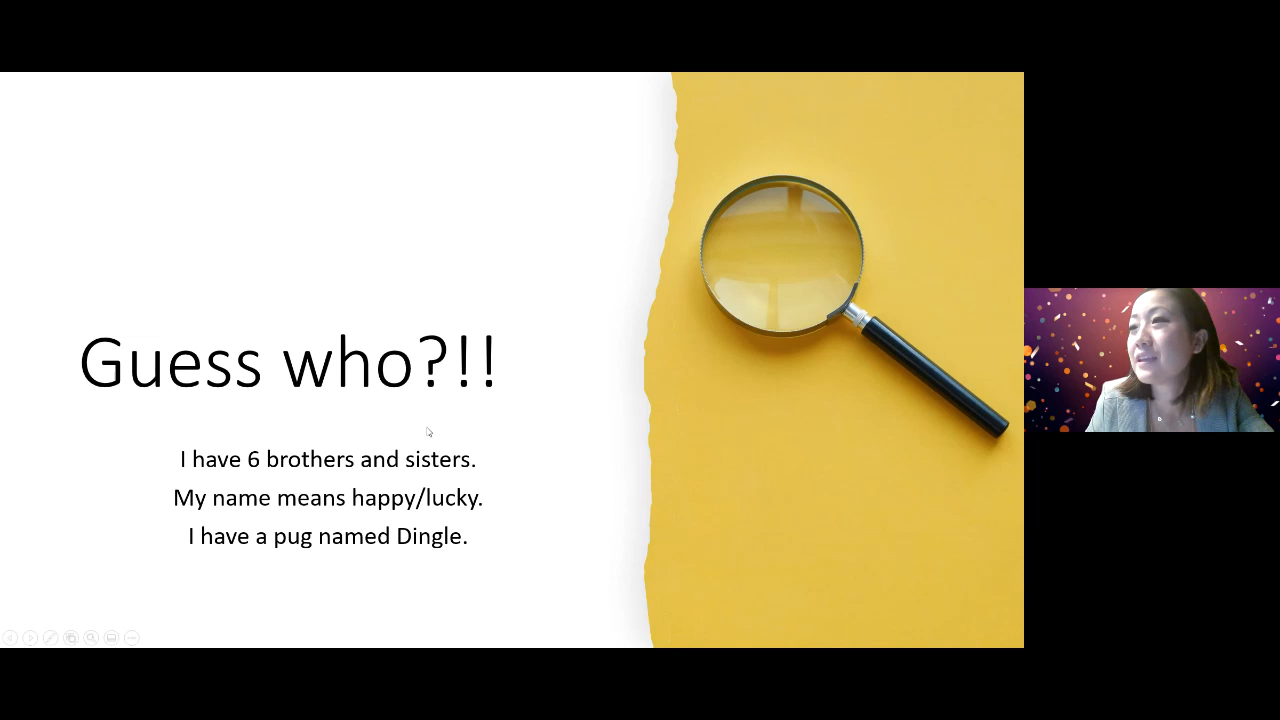 Guess who?!!
I have 6 brothers and sisters.
My name means happy/lucky.
I have a pug named Dingle.